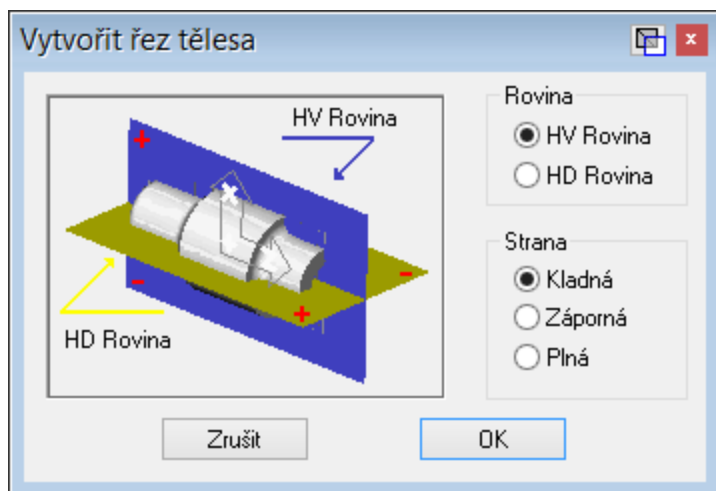 Vytvořit řez tělesa
x
HV Rovina
+
-
-
+
HD Rovina
Rovina
HV Rovina
HD Rovina
Strana
Kladná
Záporná
Plná
Zrušit
OK